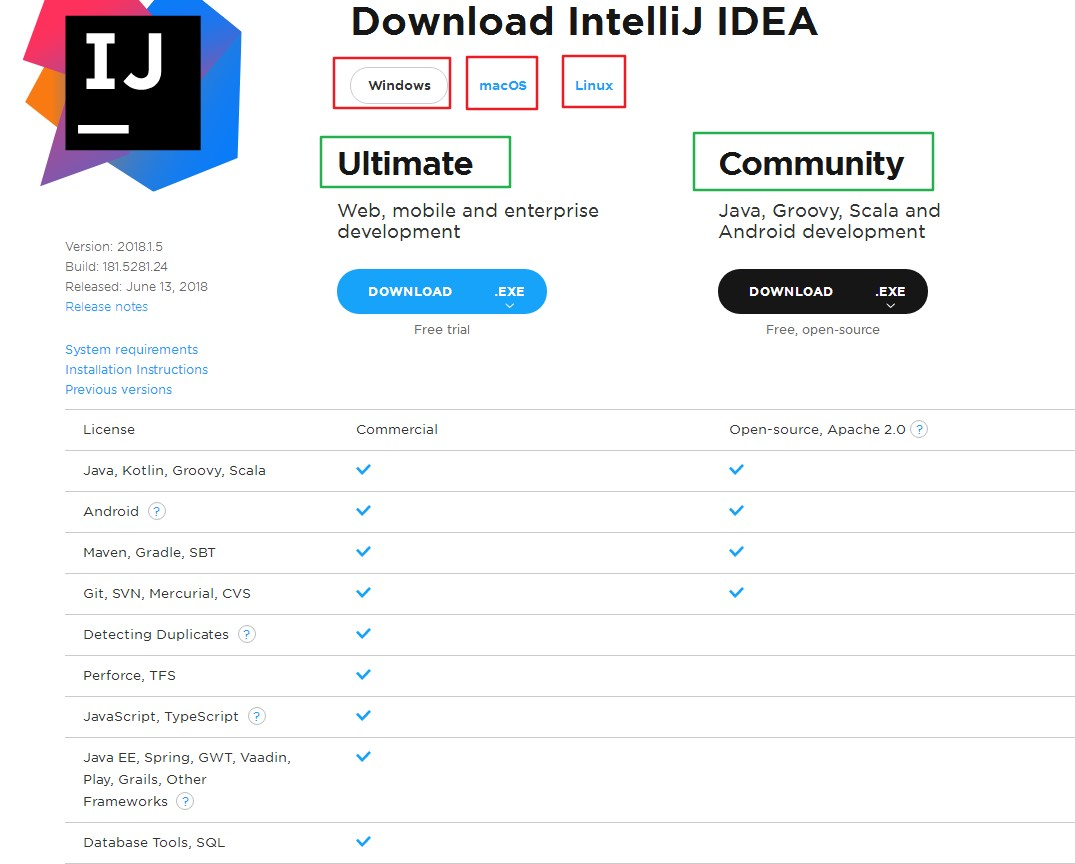 IJ
Download IntelliJ IDEA
Windows macOS Linux
Ultimate
Web, mobile and enterprise
development
DOWNLOAD .EXE
Free trial
Community
Java, Groovy, Scala and
Android development
DOWNLOAD .EXE
Free, open-source
Version: 2018.1.5
Build: 181.5281.24
Released: June 13, 2018
Release notes
System requirements
Installation Instructions
Previous versions
License Commercial Open-source, Apache 2.0 ?
Java, Kotlin, Groovy, Scala
Android ?
Maven, Gradle, SBT
Git, SVN, Mercurial, CVS
Detecting Duplicates ?
Perforce, TFS
JavaScript, TypeScript ?
Java EE, Spring, GWT, Vaadin,
Play, Grails, Other
Frameworks ?
Database Tools, SQL